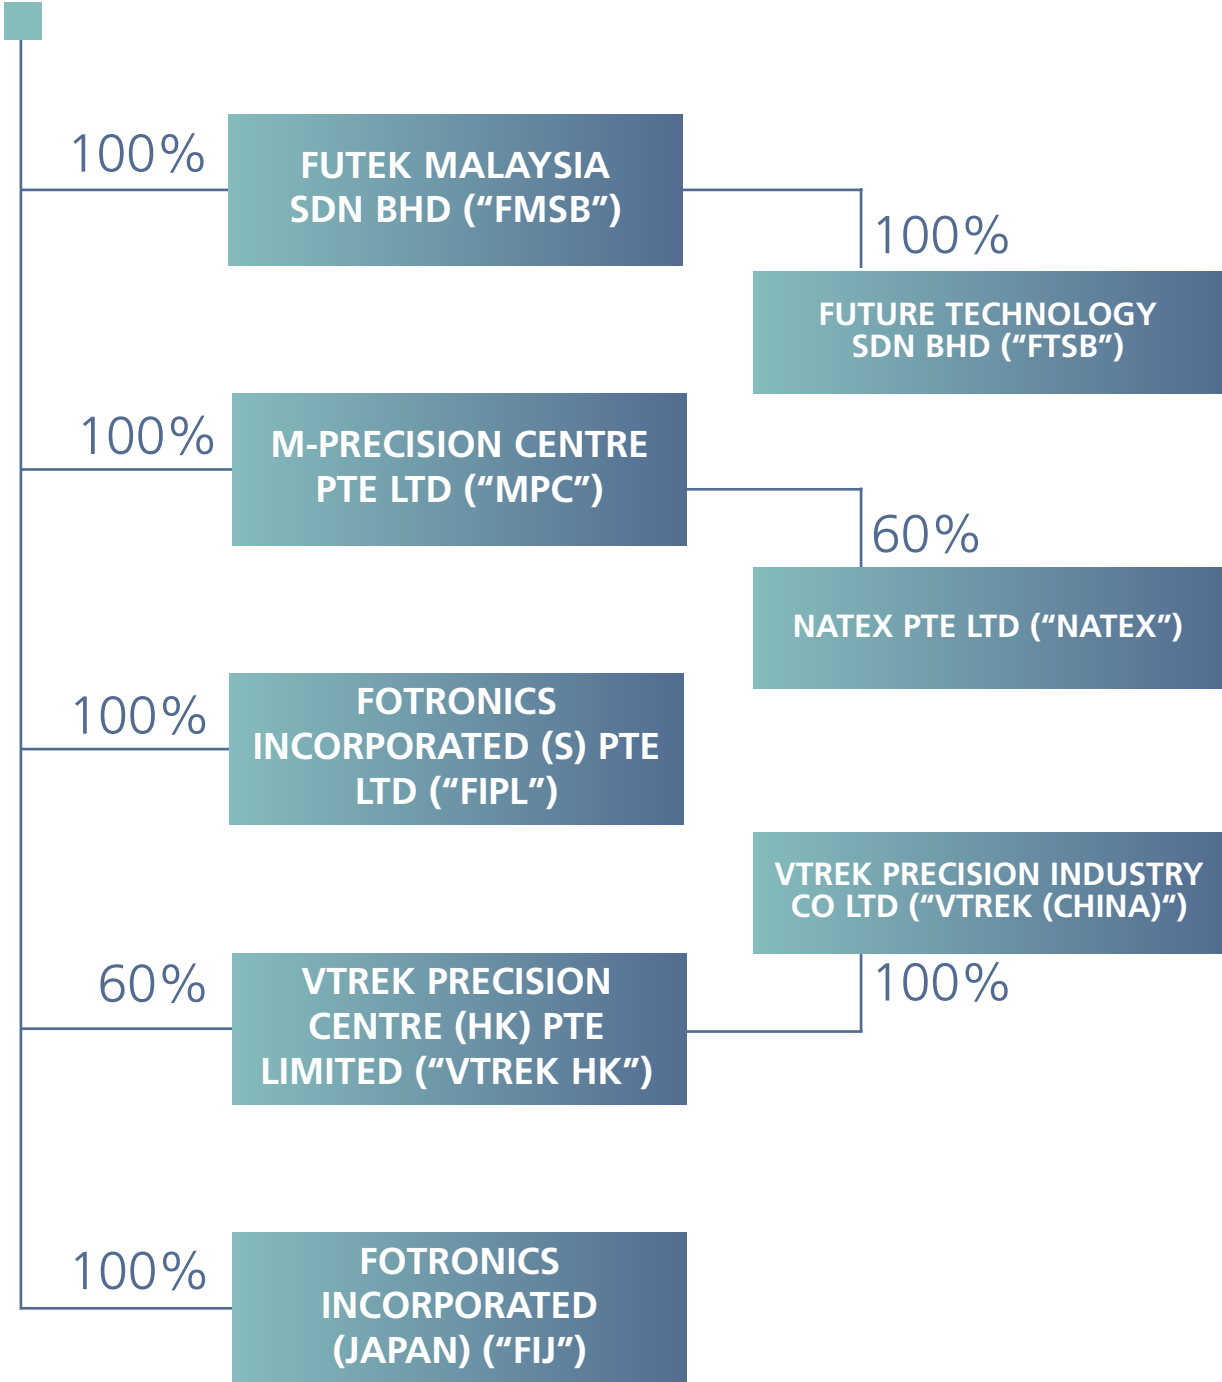 100%
FUTEK MALAYSIA
SDN BHD (“FMSB”)
100%
FUTURE TECHNOLOGY
SDN BHD (“FTSB”)
100%
M-PRECISION CENTRE
PTE LTD (“MPC”)
60%
NATEX PTE LTD (“NATEX”)
100%
FOTRONICS
INCORPORATED (S) PTE
LTD (“FIPL”)
60%
VTREK PRECISION
CENTRE (HK) PTE
LIMITED (“VTREK HK”)
VTREK PRECISION INDUSTRY
CO LTD (“VTREK (CHINA)“)
100%
100%
FOTRONICS
INCORPORATED
(JAPAN) (“FIJ”)